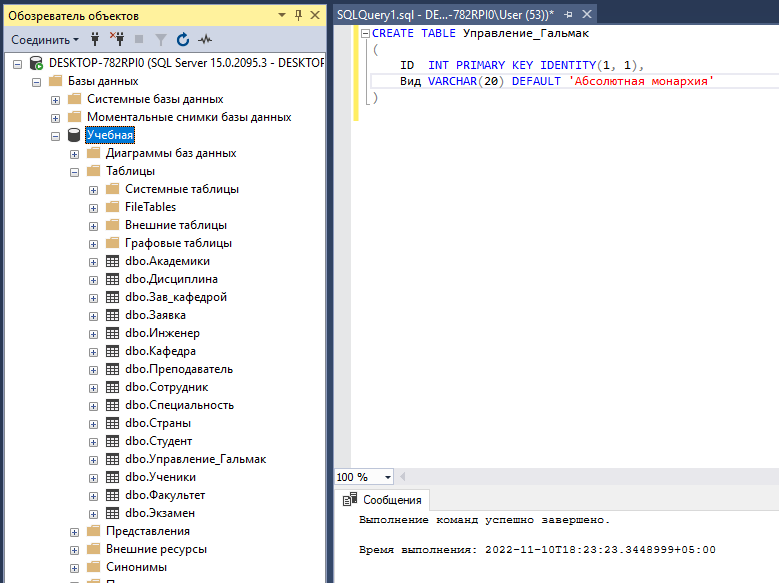 Обозреватель объектов
Соединить
DESKTOP-782RPI0 (SQL Server 15.0.2095.3 - DESKTOP
Базы данных
Системные базы данных
Моментальные снимки базы данных
Учебная
Диаграммы баз данных
Таблицы
Системные таблицы
FileTables
Внешние таблицы
Графовые таблицы
dbo.Академики
dbo.Дисциплина
dbo.Зав_кафедрой
dbo.Заявка
dbo.Инженер
dbo.Кафедра
dbo.Преподаватель
dbo.Сотрудник
dbo.Специальность
dbo.Страны
dbo.Студент
dbo.Управление_Гальмак
dbo.Ученики
dbo.Факультет
dbo.Экзамен
Представления
Внешние ресурсы
Синонимы
SQLQuery1.sql - DE...-782RPI0\User (53))*
CREATE TABLE Управление_Гальмак
(
ID INT PRIMARY KEY IDENTITY(1, 1),
Вид VARCHAR(20) DEFAULT 'Абсолютная монархия'
)
100 %
Сообщения
Выполнение команд успешно завершено.
Время выполнения: 2022-11-10T18:23:23.3448999+05:00